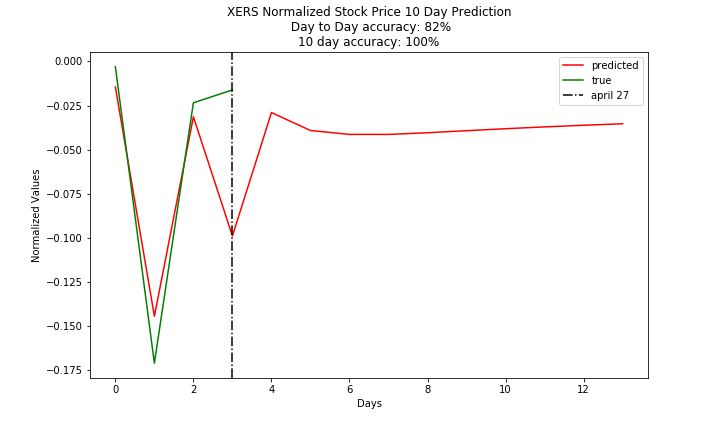 XERS Normalized Stock Price 10 Day Prediction
Day to Day accuracy: 82%
10 day accuracy: 100%
predicted
true
april 27
0.000
−0.025
−0.050
−0.075
−0.100
−0.125
−0.150
−0.175
Normalized Values
0 2 4 6 8 10 12
Days